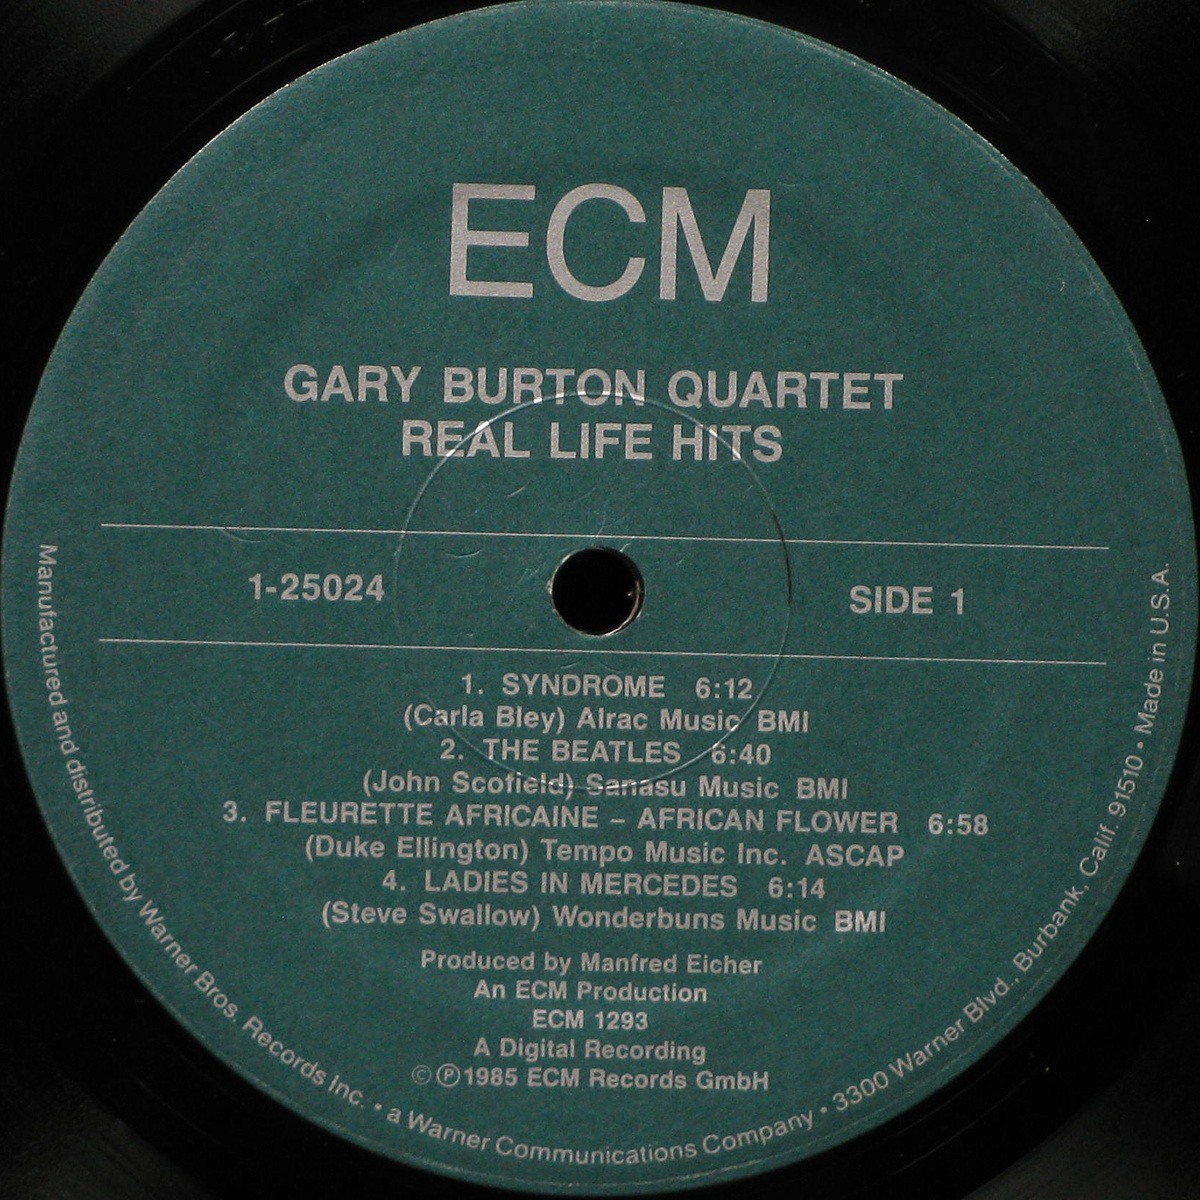 ECM
GARY BURTON QUARTET
REAL LIFE HITS
1-25024
SIDE 1
1. SYNDROME 6:12
(Carla Bley) Alrac Music BMI
2. THE BEATLES 6:40
(John Scofield) Sanasu Music BMI
3. FLEURETTE AFRICAINE – AFRICAN FLOWER 6:58
(Duke Ellington) Tempo Music Inc. ASCAP
4. LADIES IN MERCEDES 6:14
(Steve Swallow) Wonderbuns Music BMI
Produced by Manfred Eicher
An ECM Production
ECM 1293
A Digital Recording
©℗1985 ECM Records GmbH
Manufactured and distributed by Warner Bros. Records Inc. • a Warner Communications Company • 3300 Warner Blvd., Burbank, Calif. 91510 • Made in U.S.A.